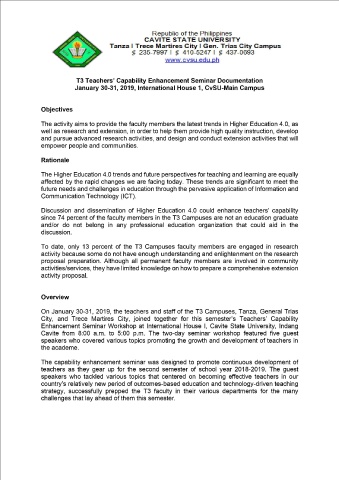 Republic of the Philippines
CAVITE STATE UNIVERSITY
Tanza | Trece Martires City | Gen. Trias City Campus
235-7997 | 410-5247 | 437-0693
www.cvsu.edu.ph
T3 Teachers' Capability Enhancement Seminar Documentation
January 30-31, 2019, International House 1, CvSU-Main Campus
Objectives
The activity aims to provide the faculty members the latest trends in Higher Education 4.0, as
well as research and extension, in order to help them provide high quality instruction, develop
and pursue advanced research activities, and design and conduct extension activities that will
empower people and communities.
Rationale
The Higher Education 4.0 trends and future perspectives for teaching and learning are equally
affected by the rapid changes we are facing today. These trends are significant to meet the
future needs and challenges in education through the pervasive application of Information and
Communication Technology (ICT).
Discussion and dissemination of Higher Education 4.0 could enhance teachers' capability
since 74 percent of the faculty members in the T3 Campuses are not an education graduate
and/or do not belong in any professional education organization that could aid in the
discussion.
To date, only 13 percent of the T3 Campuses faculty members are engaged in research
activity because some do not have enough understanding and enlightenment on the research
proposal preparation. Although all permanent faculty members are involved in community
activities/services, they have limited knowledge on how to prepare a comprehensive extension
activity proposal.
Overview
On January 30-31, 2019, the teachers and staff of the T3 Campuses, Tanza, General Trias
City, and Trece Martires City, joined together for this semester's Teachers' Capability
Enhancement Seminar Workshop at International House I, Cavite State University, Indang
Cavite from 8:00 a.m. to 5:00 p.m. The two-day seminar workshop featured five guest
speakers who covered various topics promoting the growth and development of teachers in
the academe.
The capability enhancement seminar was designed to promote continuous development of
teachers as they gear up for the second semester of school year 2018-2019. The guest
speakers who tackled various topics that centered on becoming effective teachers in our
country's relatively new period of outcomes-based education and technology-driven teaching
strategy, successfully prepped the T3 faculty in their various departments for the many
challenges that lay ahead of them this semester.